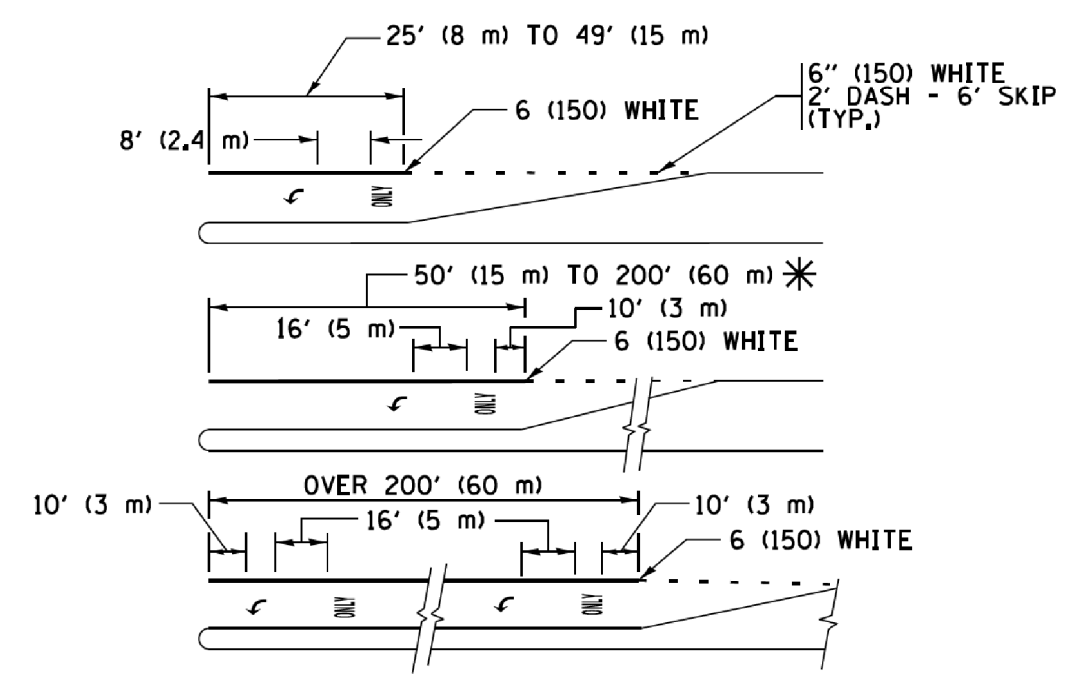 25' (8 m) TO 49' (15 m)
6" (150) WHITE
2' DASH - 6' SKIP
(TYP.)
6 (150) WHITE
8' (2.4 m)
ONLY
50' (15 m) TO 200' (60 m) ✳
16' (5 m)
10' (3 m)
6 (150) WHITE
ONLY
OVER 200' (60 m)
10' (3 m)
16' (5 m)
10' (3 m)
6 (150) WHITE
ONLY
ONLY